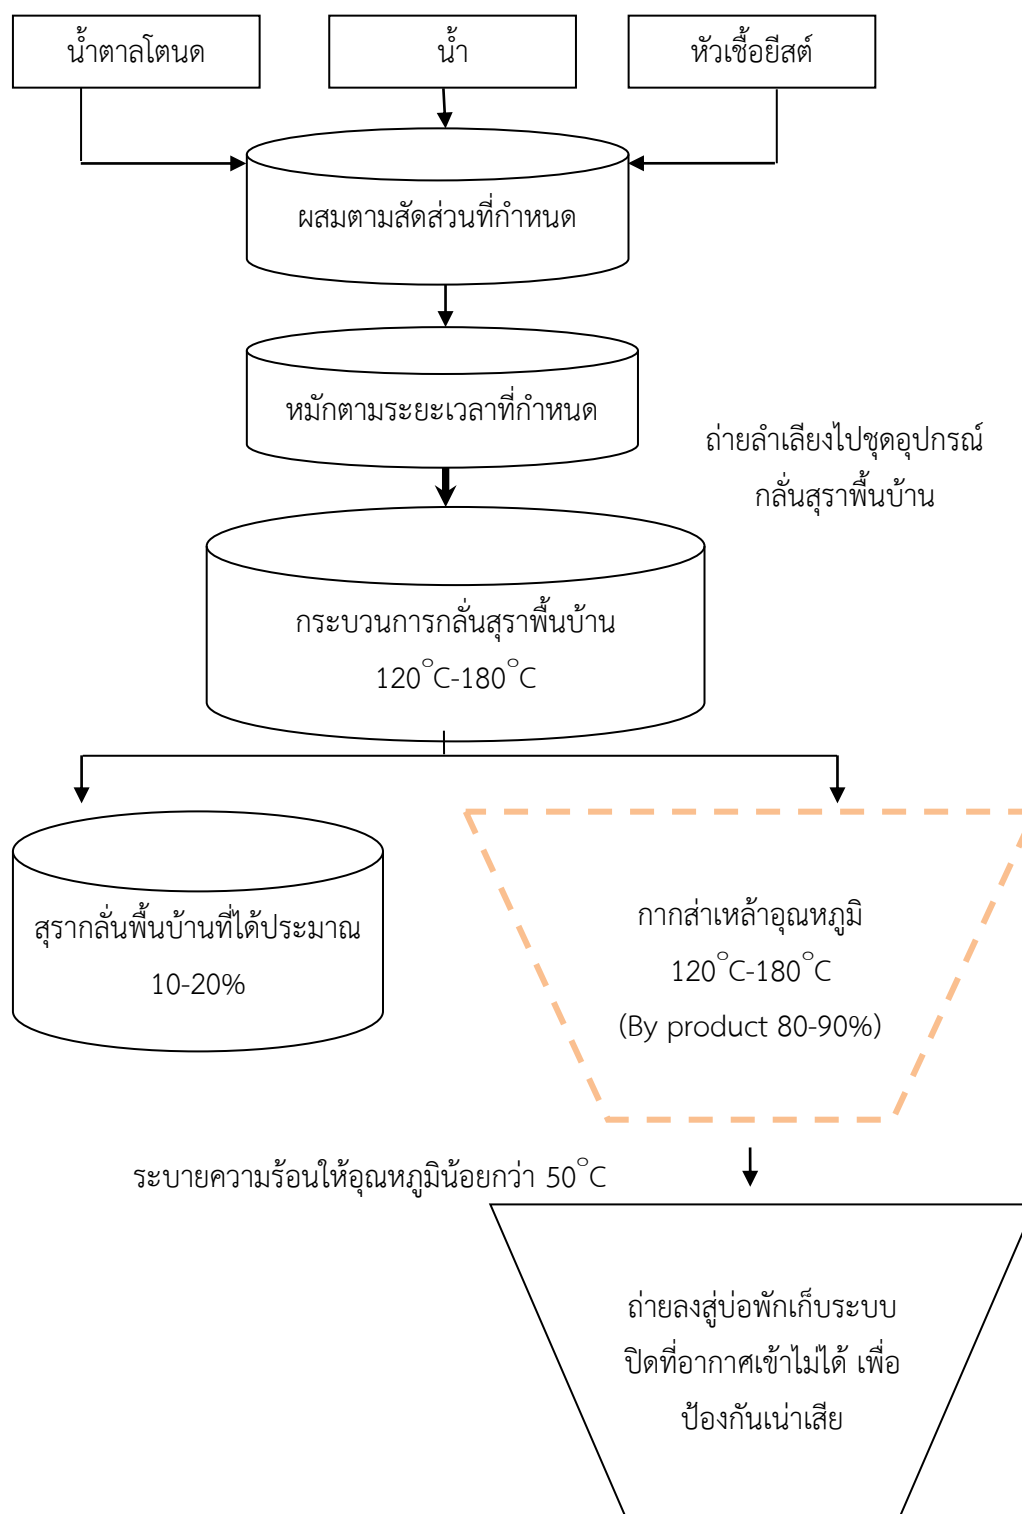 น้ำตาลโตนด
น้ำ
หัวเชื้อยีสต์
ผสมตามสัดส่วนที่กำหนด
หมักตามระยะเวลาที่กำหนด
ถ่ายลำเลียงไปชุดอุปกรณ์
กลั่นสุราพื้นบ้าน
กระบวนการกลั่นสุราพื้นบ้าน
120°C-180°C
สุรากลั่นพื้นบ้านที่ได้ประมาณ
10-20%
กากส่าเหล้าอุณหภูมิ
120°C-180°C
(By product 80-90%)
ระบายความร้อนให้อุณหภูมิน้อยกว่า 50°C
ถ่ายลงสู่บ่อพักเก็บระบบ
ปิดที่อากาศเข้าไม่ได้ เพื่อ
ป้องกันเน่าเสีย